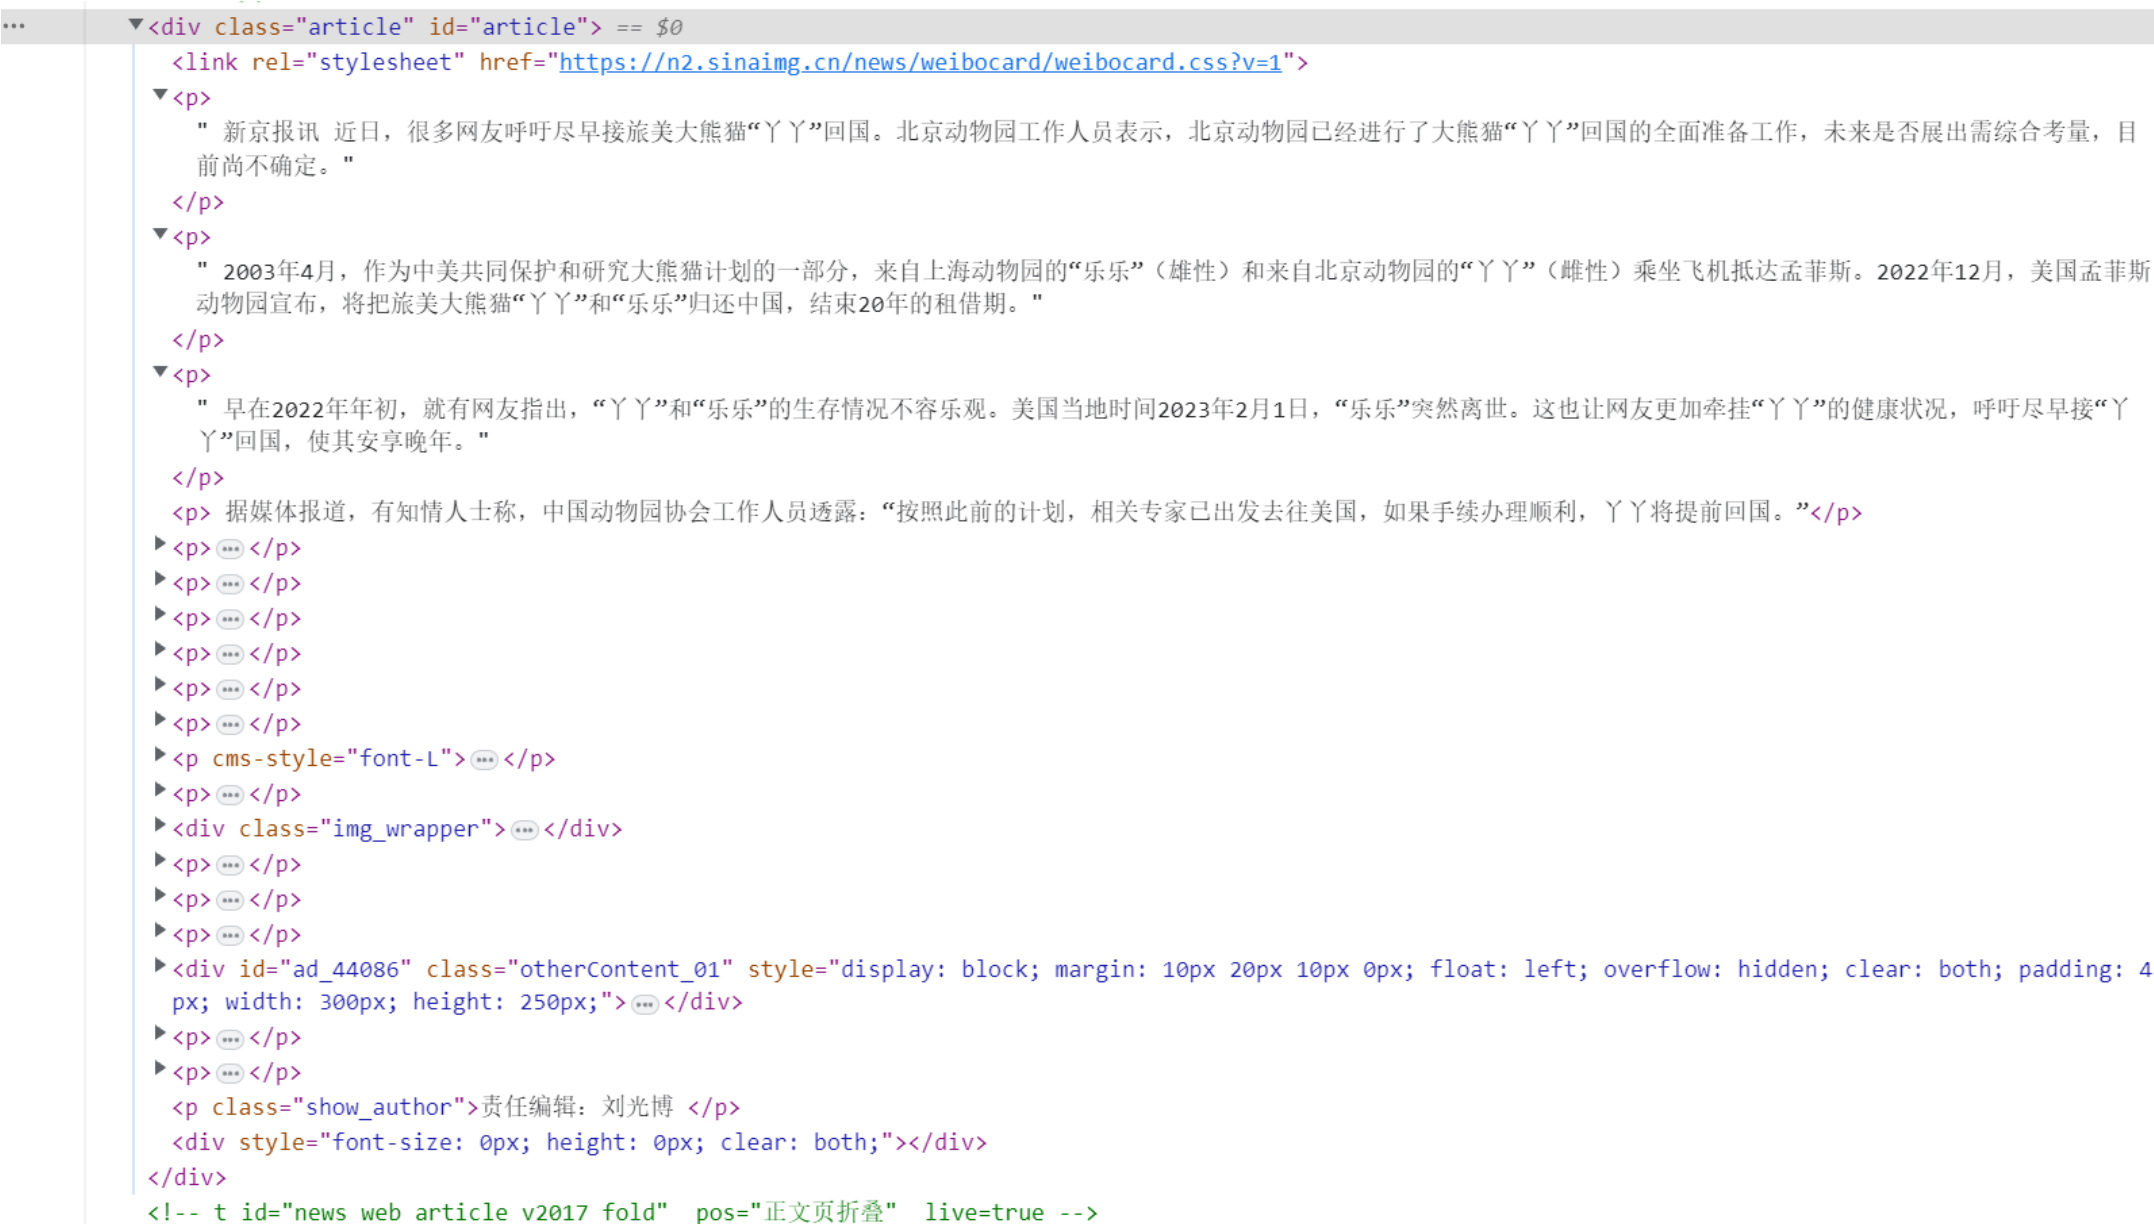 <div class="article" id="article"> == $0
<link rel="stylesheet" href="https://n2.sinaimg.cn/news/weibocard/weibocard.css?v=1">
<p>
" 新京报讯 近日，很多网友呼吁尽早接旅美大熊猫“丫丫”回国。北京动物园工作人员表示，北京动物园已经进行了大熊猫“丫丫”回国的全面准备工作，未来是否展出需综合考量，目
前尚不确定。"
</p>
<p>
" 2003年4月，作为中美共同保护和研究大熊猫计划的一部分，来自上海动物园的“乐乐”（雄性）和来自北京动物园的“丫丫”（雌性）乘坐飞机抵达孟菲斯。2022年12月，美国孟菲斯
动物园宣布，将把旅美大熊猫“丫丫”和“乐乐”归还中国，结束20年的租借期。"
</p>
<p>
" 早在2022年年初，就有网友指出，“丫丫”和“乐乐”的生存情况不容乐观。美国当地时间2023年2月1日，“乐乐”突然离世。这也让网友更加牵挂“丫丫”的健康状况，呼吁尽早接“丫
丫”回国，使其安享晚年。"
</p>
<p> 据媒体报道，有知情人士称，中国动物园协会工作人员透露：“按照此前的计划，相关专家已出发去往美国，如果手续办理顺利，丫丫将提前回国。”</p>
<p>…</p>
<p>…</p>
<p>…</p>
<p>…</p>
<p>…</p>
<p>…</p>
<p cms-style="font-L">…</p>
<p>…</p>
<div class="img_wrapper">…</div>
<p>…</p>
<p>…</p>
<p>…</p>
<div id="ad_44086" class="otherContent_01" style="display: block; margin: 10px 20px 10px 0px; float: left; overflow: hidden; clear: both; padding: 4
px; width: 300px; height: 250px;">…</div>
<p>…</p>
<p>…</p>
<p class="show_author">责任编辑：刘光博 </p>
<div style="font-size: 0px; height: 0px; clear: both;"></div>
</div>
<!-- t id="news web article v2017 fold" pos="正文页折叠" live=true -->